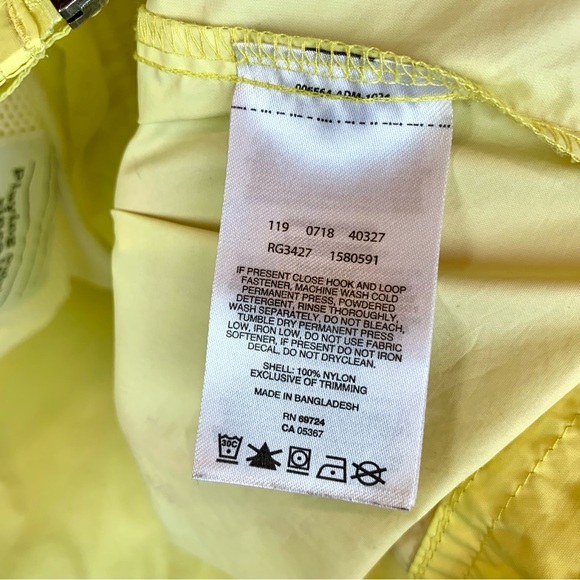 119 0718 40327
RG3427 1580591
IF PRESENT CLOSE HOOK AND LOOP
FASTENER, MACHINE WASH COLD
PERMANENT PRESS, POWDERED
DETERGENT, RINSE THOROUGHLY,
WASH SEPARATELY, DO NOT BLEACH,
TUMBLE DRY PERMANENT PRESS
LOW, IRON LOW, DO NOT USE FABRIC
SOFTENER, IF PRESENT DO NOT IRON
DECAL, DO NOT DRYCLEAN.
SHELL: 100% NYLON
EXCLUSIVE OF TRIMMING
MADE IN BANGLADESH
RN 69724
CA 05367
30C